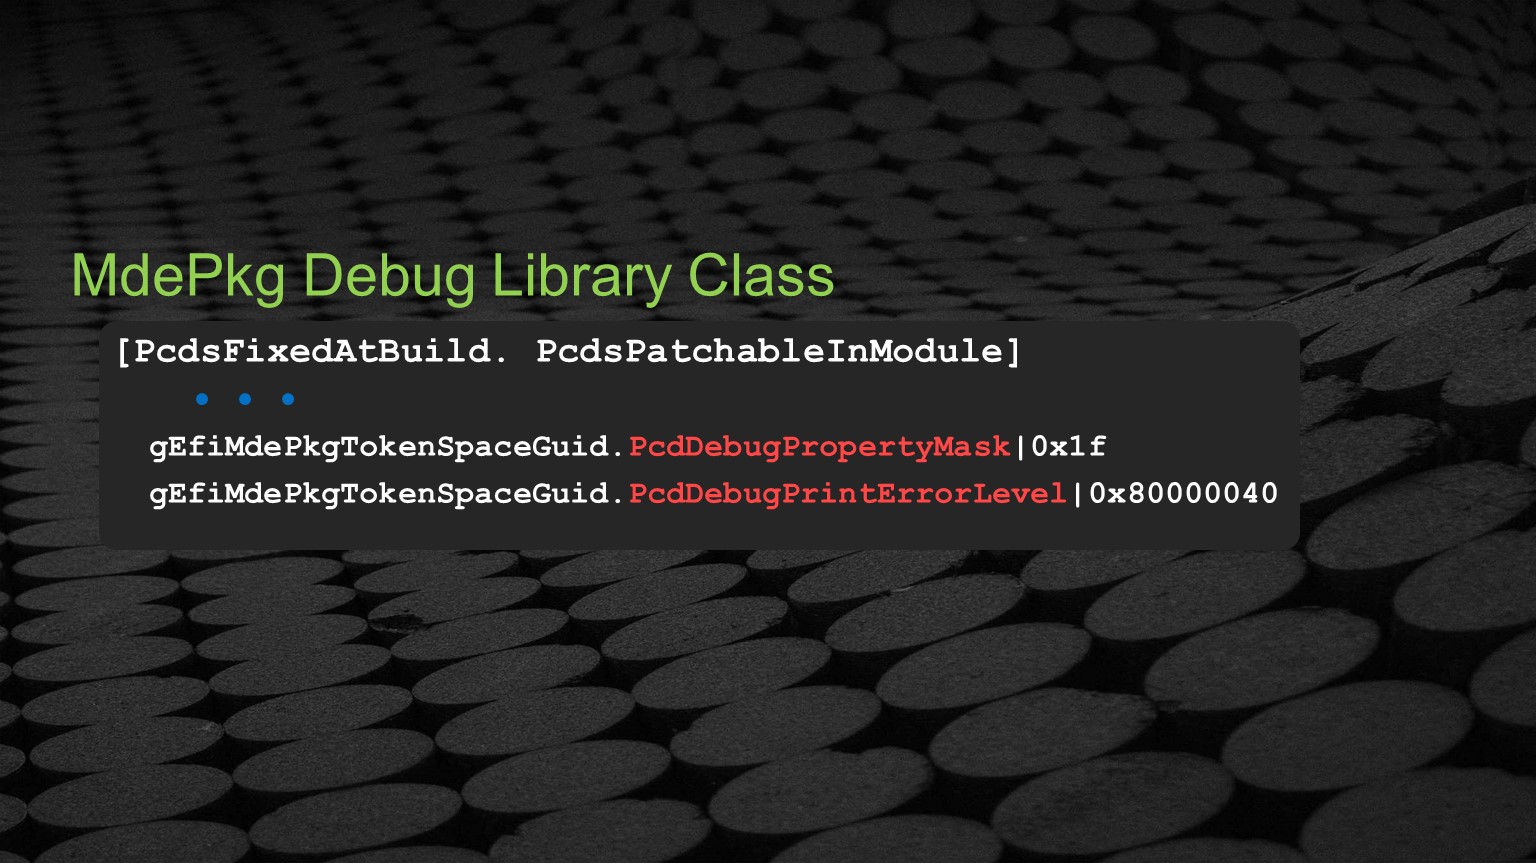 MdePkg Debug Library Class
[PcdsFixedAtBuild. PcdsPatchableInModule]
• • •
gEfiMdePkgTokenSpaceGuid.PcdDebugPropertyMask|0x1f
gEfiMdePkgTokenSpaceGuid.PcdDebugPrintErrorLevel|0x80000040